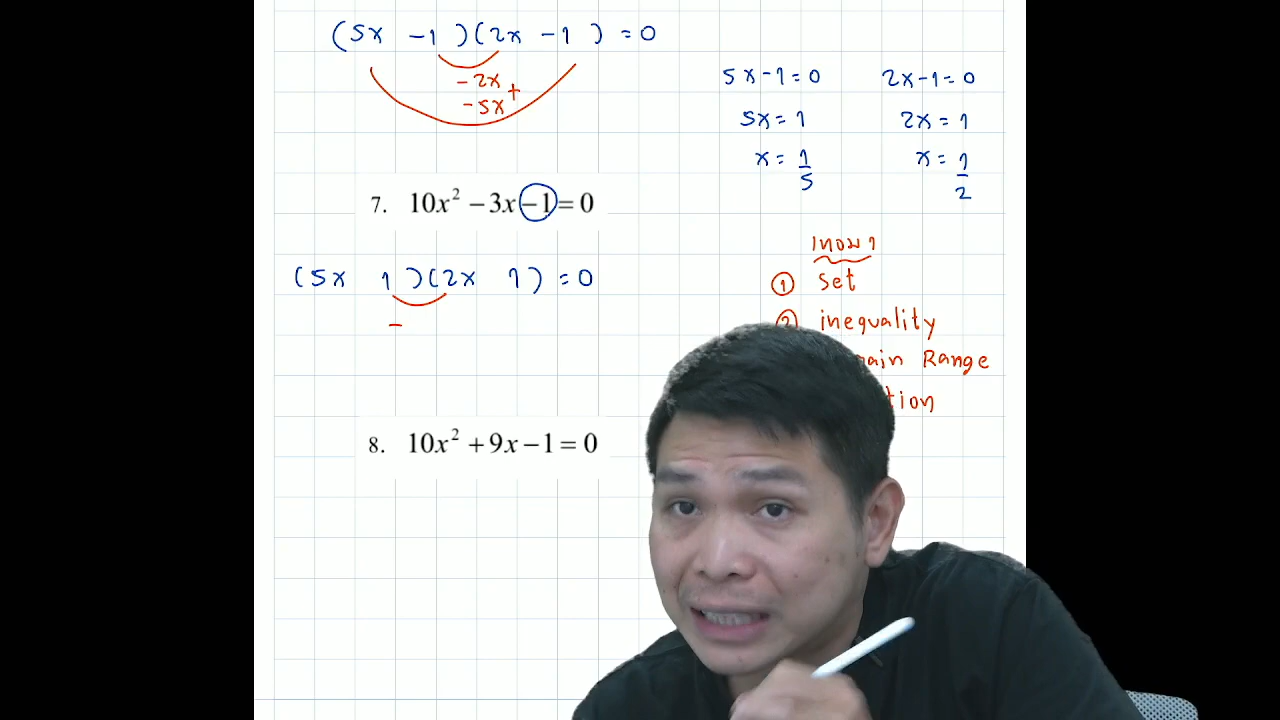 (5x -1)(2x -1) = 0
-2x
-5x +
5x-1=0
5x=1
x=1/5
2x-1=0
2x=1
x=1/2
7. 10x² − 3x −1 = 0
(5x 1)(2x 1) = 0
-
เทอม 1
① Set
② inequality
ain Range
tion
8. 10x² + 9x − 1 = 0